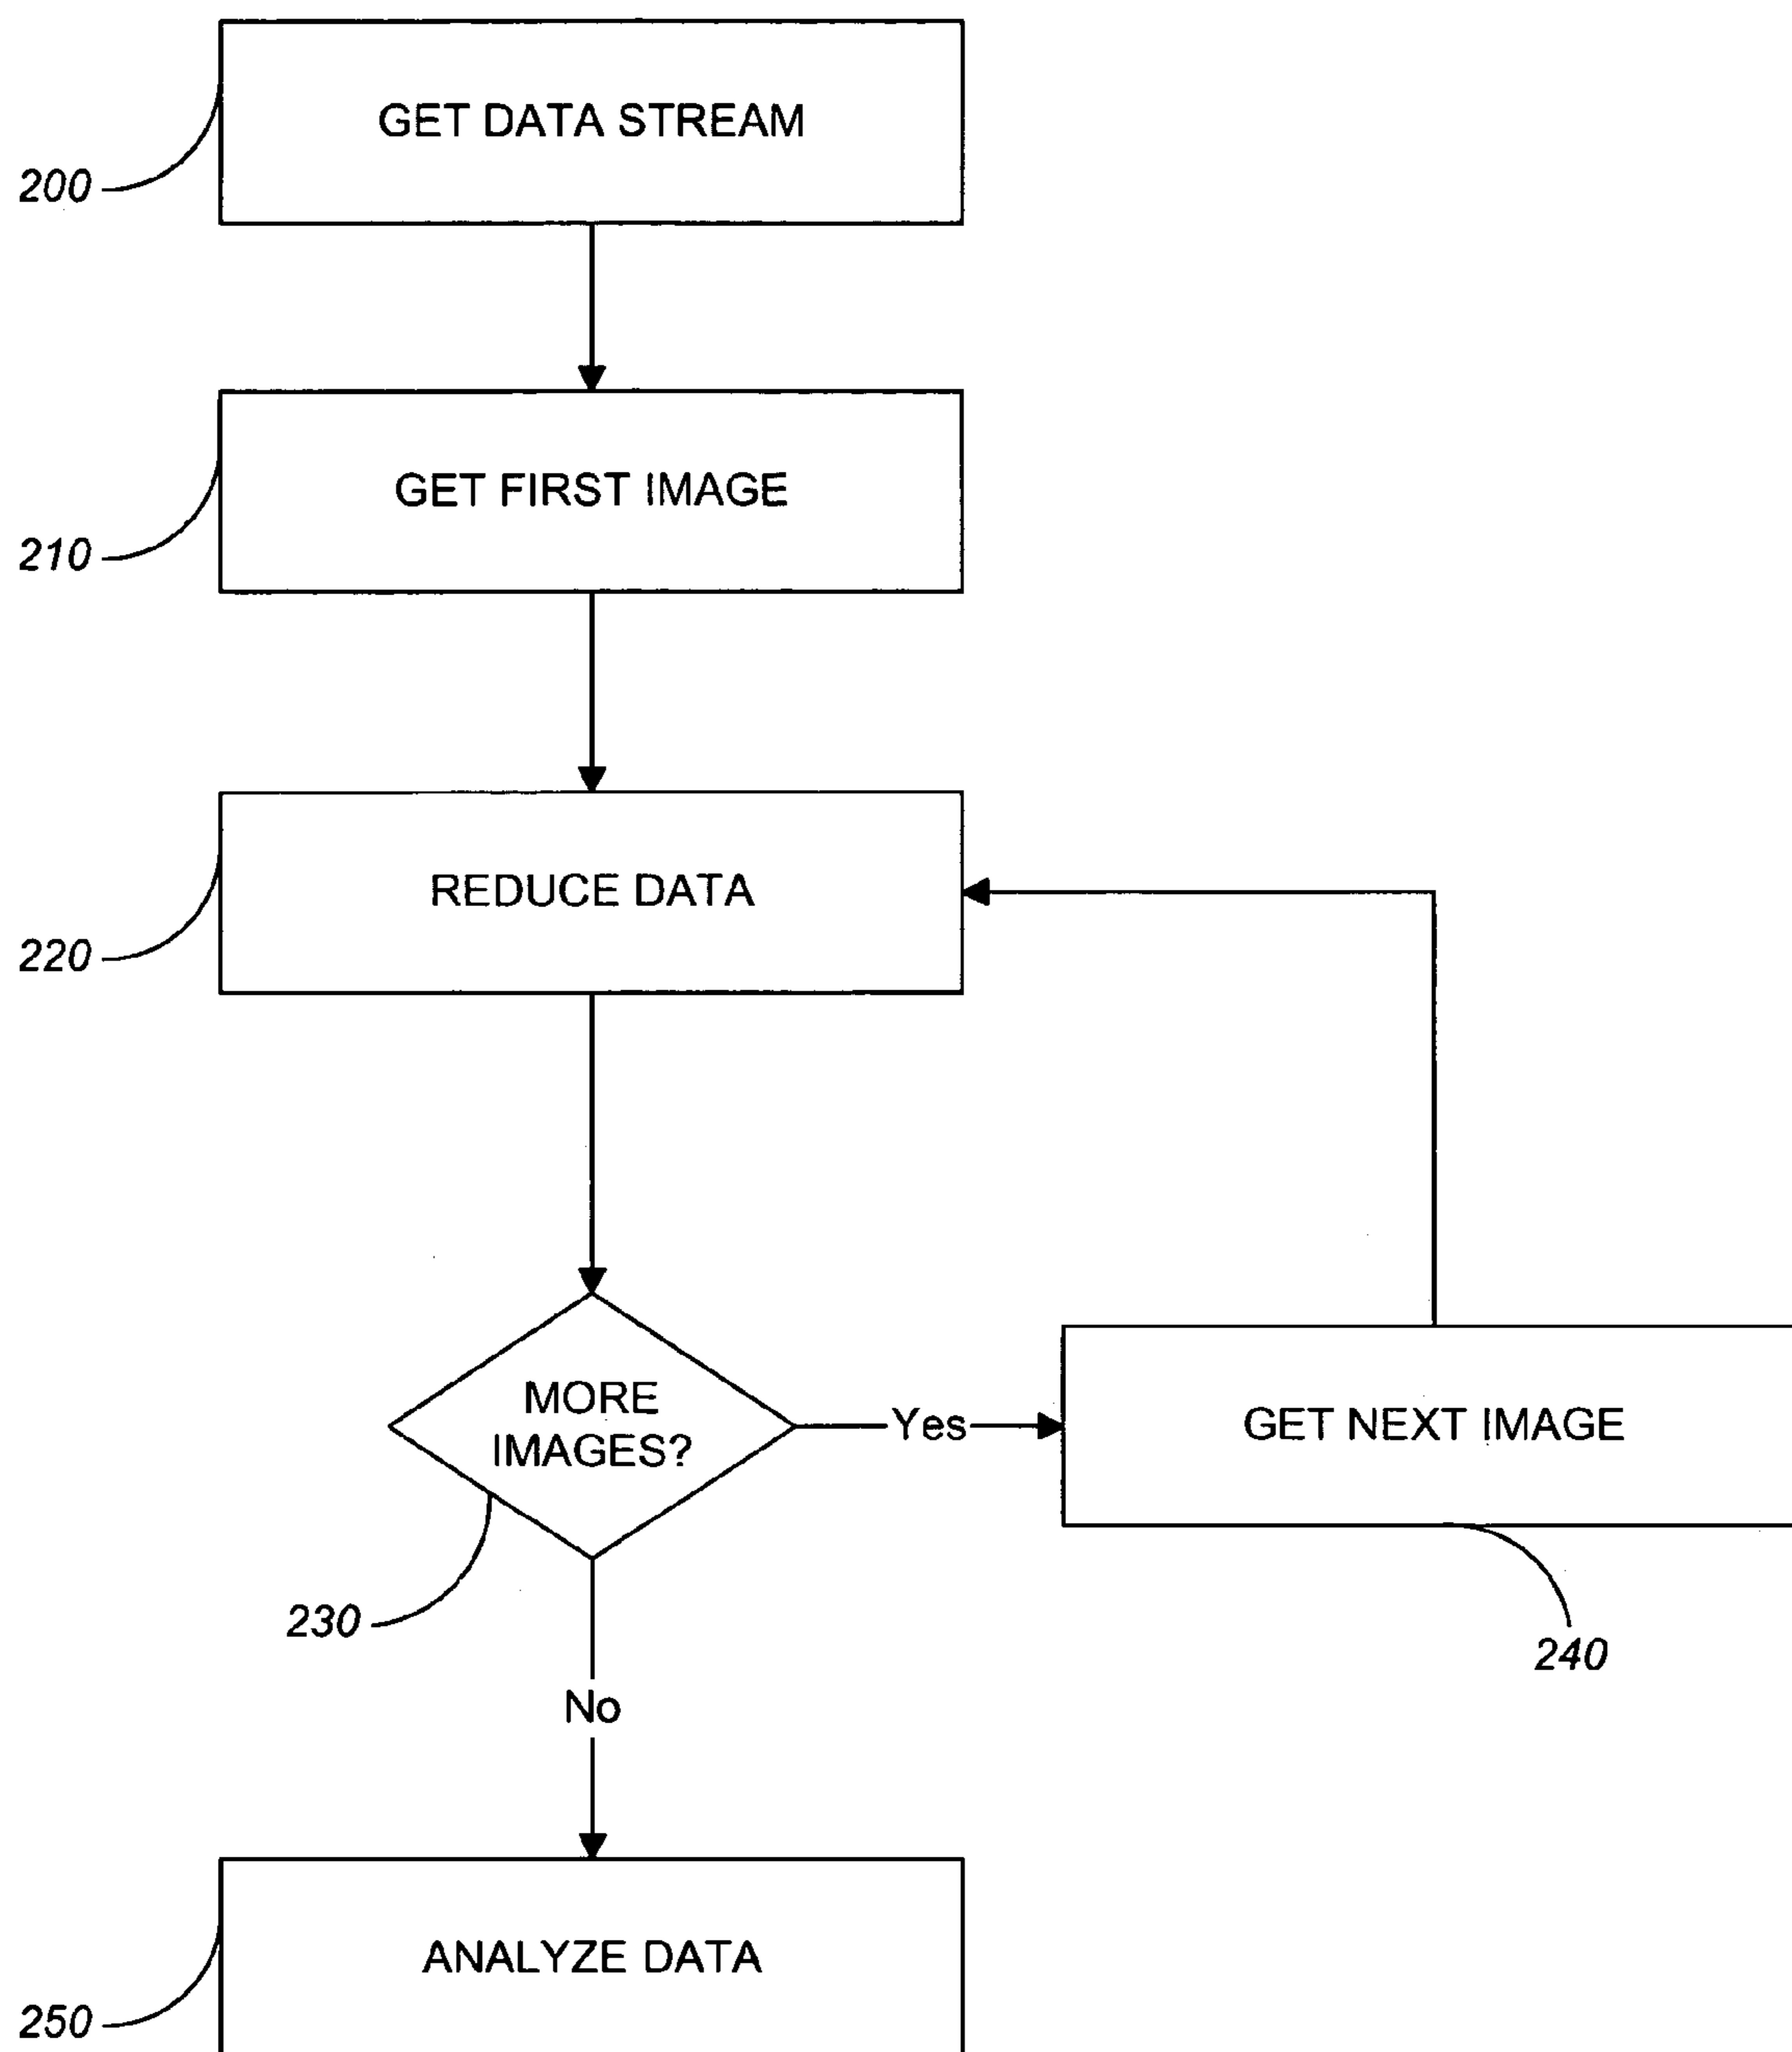 GET DATA STREAM
200
GET FIRST IMAGE
210
REDUCE DATA
220
MORE
IMAGES?
Yes
GET NEXT IMAGE
230
240
No
ANALYZE DATA
250